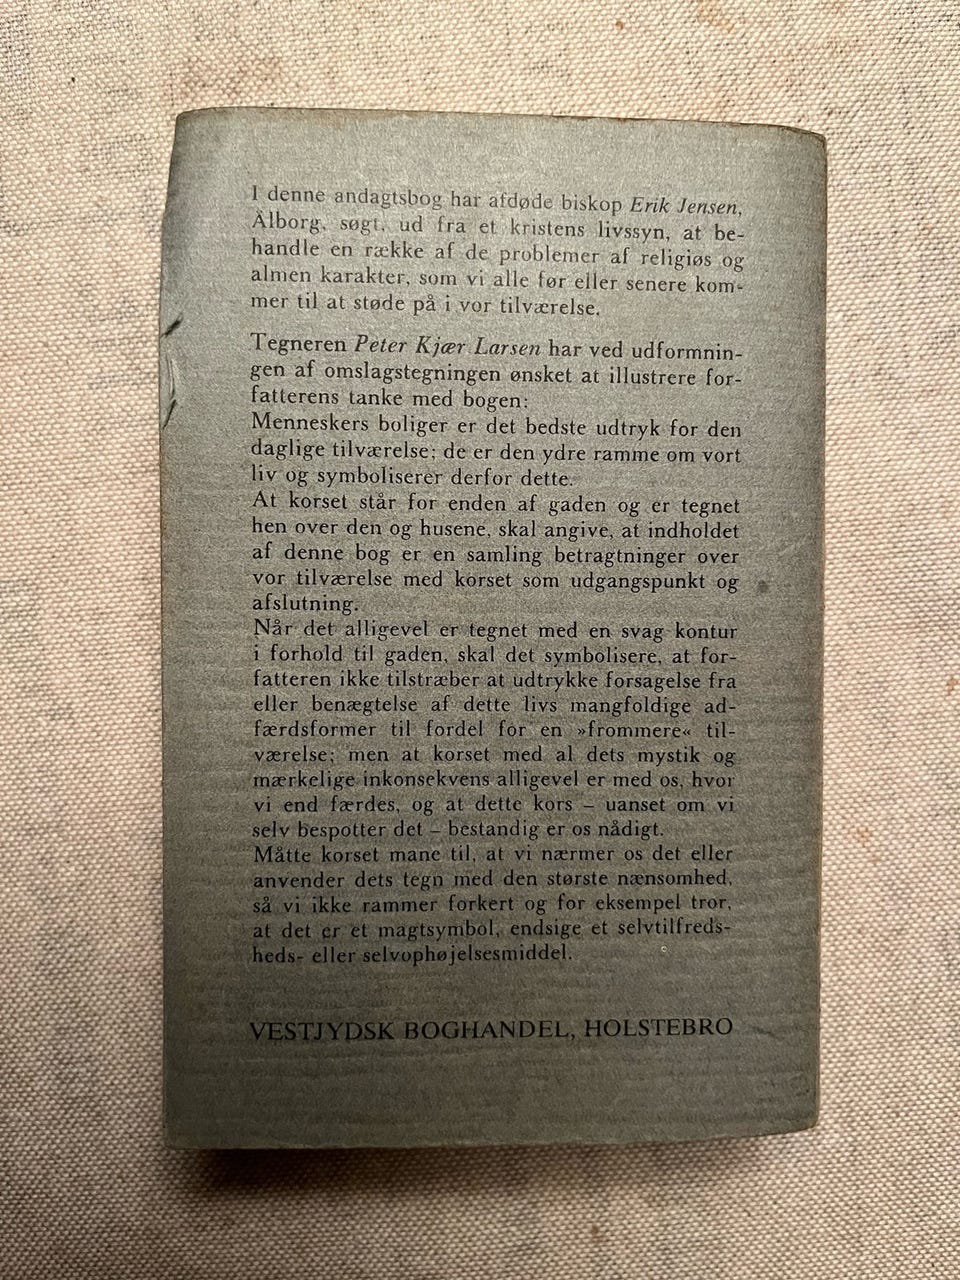 I denne andagtsbog har afdøde biskop Erik Jensen,
Ålborg, søgt, ud fra et kristens livssyn, at be-
handle en række af de problemer af religiøs og
almen karakter, som vi alle før eller senere kom-
mer til at støde på i vor tilværelse.
Tegneren Peter Kjær Larsen har ved udformnin-
gen af omslagstegningen ønsket at illustrere for-
fatterens tanke med bogen:
Menneskers boliger er det bedste udtryk for den
daglige tilværelse; de er den ydre ramme om vort
liv og symboliserer derfor dette.
At korset står for enden af gaden og er tegnet
hen over den og husene, skal angive, at indholdet
af denne bog er en samling betragtninger over
vor tilværelse med korset som udgangspunkt og
afslutning.
Når det alligevel er tegnet med en svag kontur
i forhold til gaden, skal det symbolisere, at for-
fatteren ikke tilstræber at udtrykke forsagelse fra
eller benægtelse af dette livs mangfoldige ad-
færdsformer til fordel for en »frommere« til-
værelse; men at korset med al dets mystik og
mærkelige inkonsekvens alligevel er med os, hvor
vi end færdes, og at dette kors – uanset om vi
selv bespotter det – bestandig er os nådigt.
Måtte korset mane til, at vi nærmer os det eller
anvender dets tegn med den største nænsomhed,
så vi ikke rammer forkert og for eksempel tror,
at det er et magtsymbol, endsige et selvtilfreds-
heds- eller selvophøjelsesmiddel.
VESTJYDSK BOGHANDEL, HOLSTEBRO